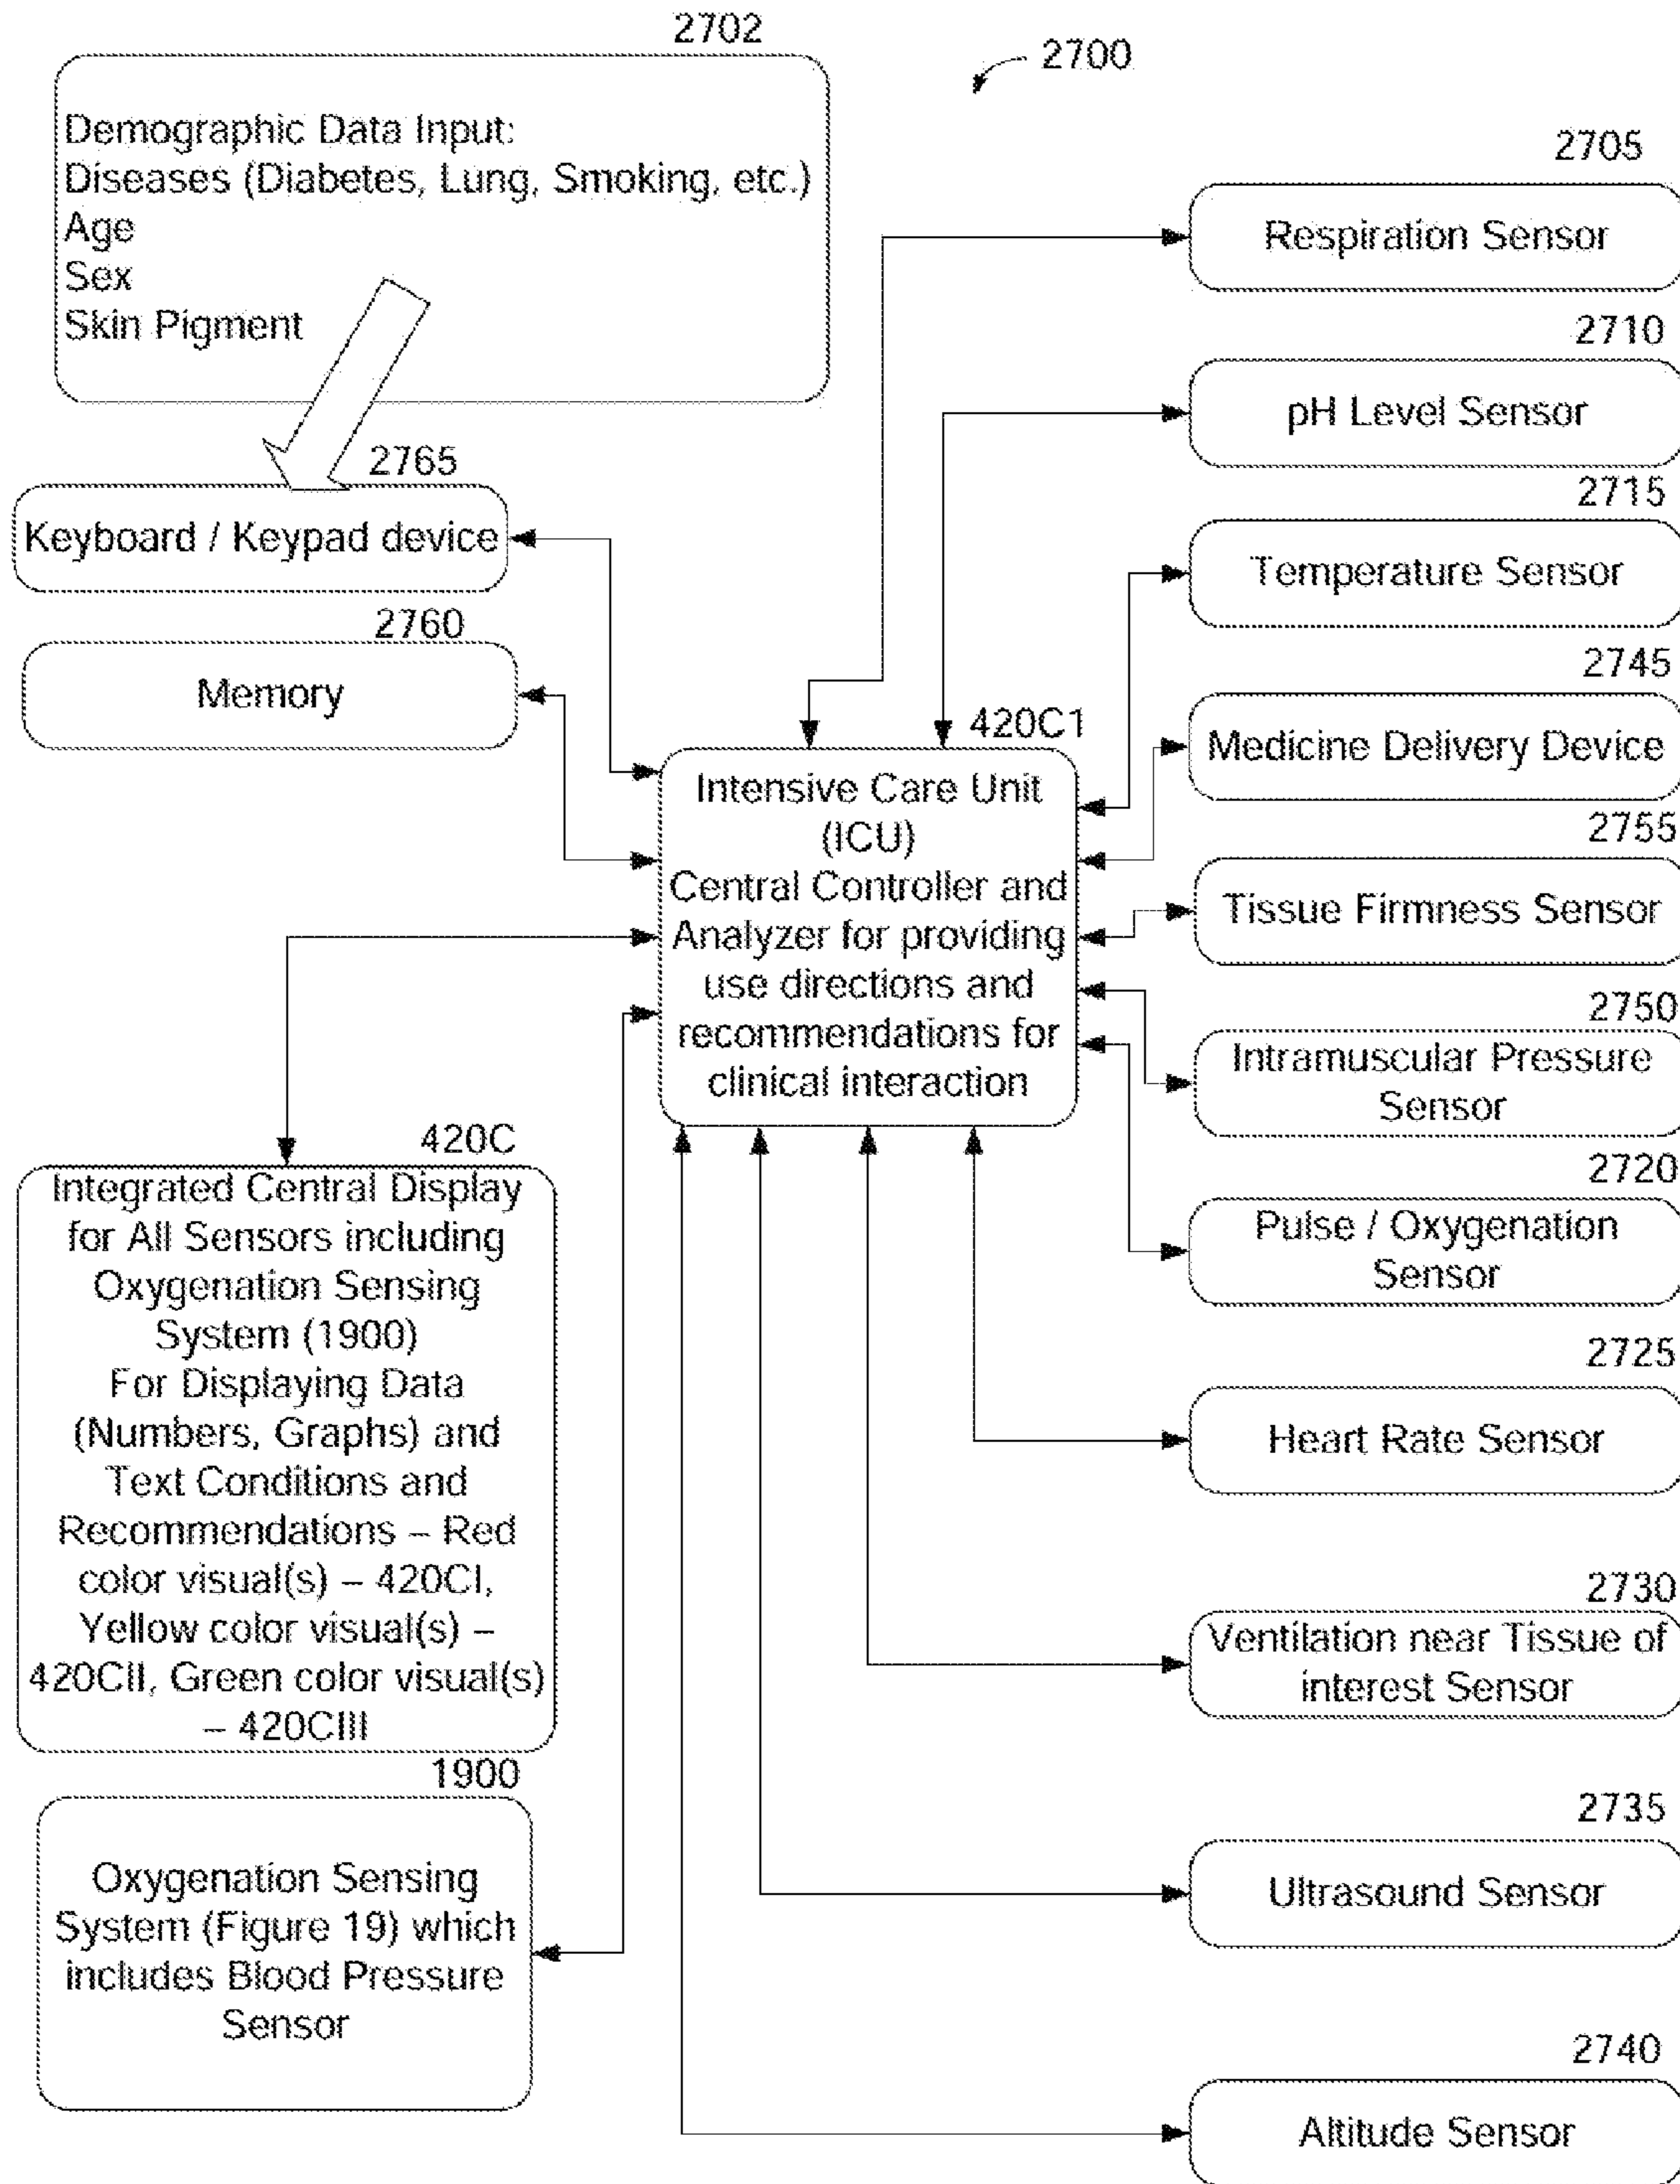 2702
2700
Demographic Data Input:
Diseases (Diabetes, Lung, Smoking, etc.)
Age
Sex
Skin Pigment
2705
Respiration Sensor
2710
pH Level Sensor
2765
Keyboard / Keypad device
2715
Temperature Sensor
2760
Memory
2745
Medicine Delivery Device
420C1
Intensive Care Unit
(ICU)
Central Controller and
Analyzer for providing
use directions and
recommendations for
clinical interaction
2755
Tissue Firmness Sensor
2750
Intramuscular Pressure
Sensor
420C
Integrated Central Display
for All Sensors including
Oxygenation Sensing
System (1900)
For Displaying Data
(Numbers, Graphs) and
Text Conditions and
Recommendations – Red
color visual(s) – 420CI,
Yellow color visual(s) –
420CII, Green color visual(s)
– 420CIII
2720
Pulse / Oxygenation
Sensor
2725
Heart Rate Sensor
2730
Ventilation near Tissue of
interest Sensor
1900
Oxygenation Sensing
System (Figure 19) which
includes Blood Pressure
Sensor
2735
Ultrasound Sensor
2740
Altitude Sensor